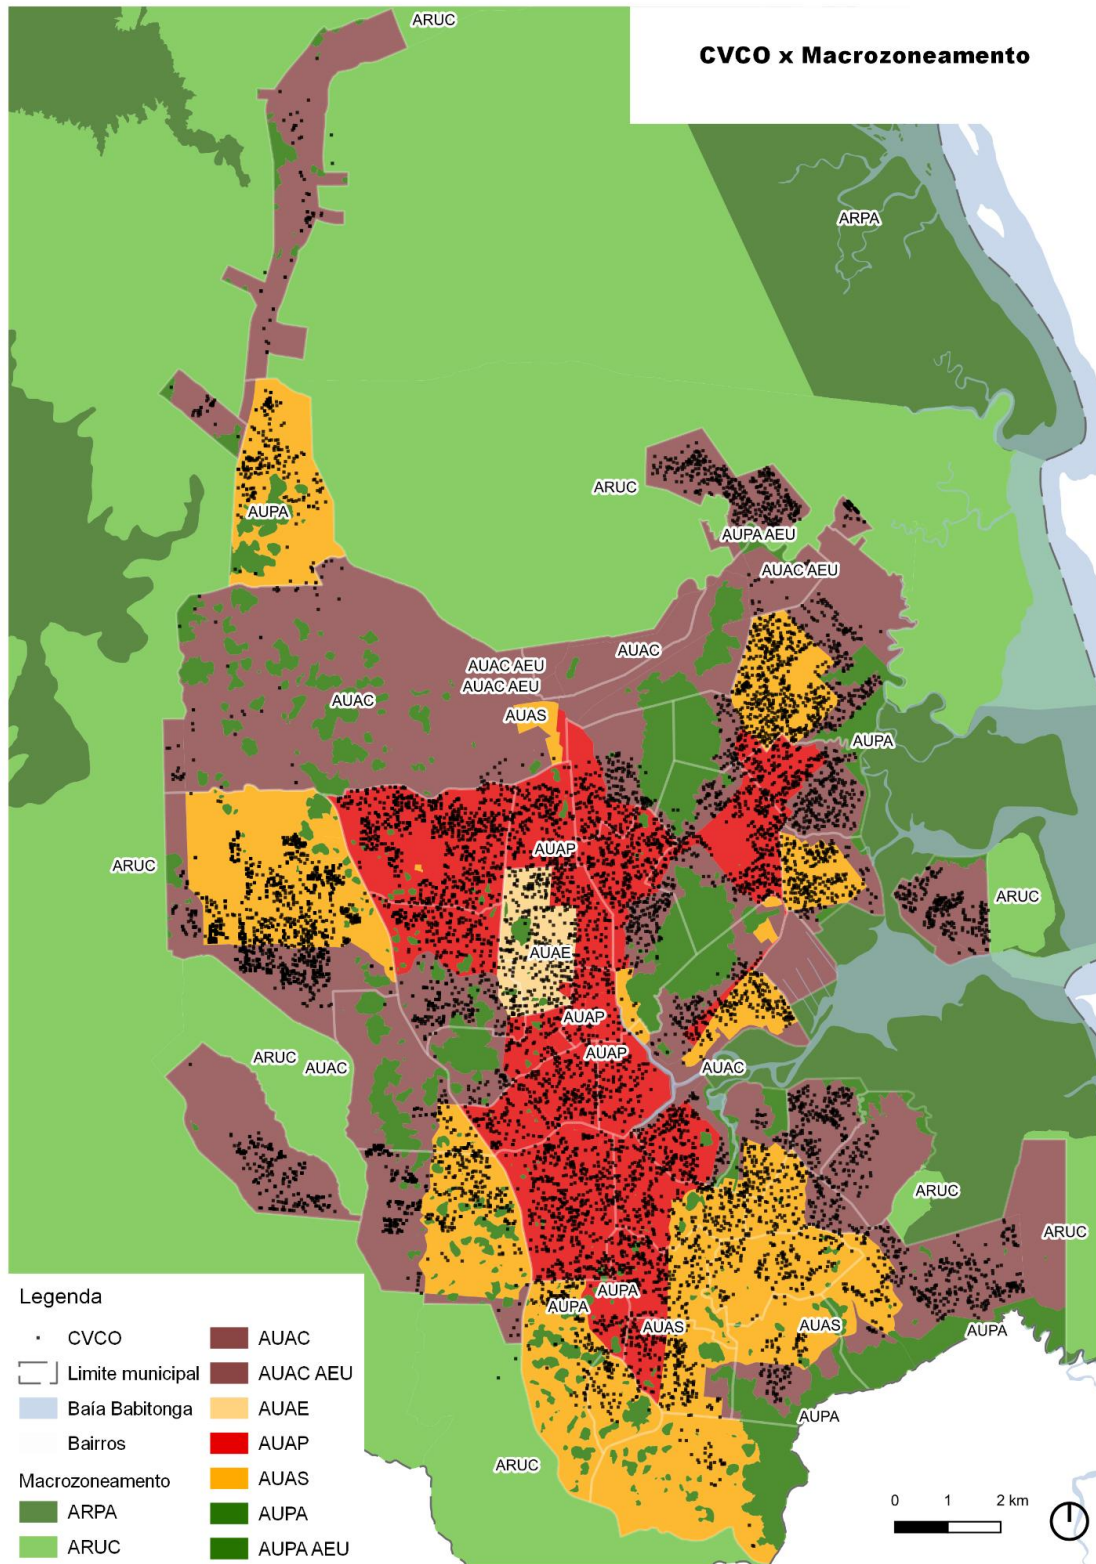 ARUC
CVCO x Macrozoneamento
ARPA
ARUC
AUPA
AUPA AEU
AUAC AEU
AUAC
AUAC AEU
AUAC AEU
AUAC
AUAS
AUPA
AUAP
ARUC
ARUC
AUAE
AUAP
AUAP
ARUC
AUAC
AUAC
ARUC
ARUC
AUPA
AUPA
AUAS
AUAS
AUPA
AUPA
ARUC
Legenda
CVCO
Limite municipal
Baía Babitonga
Bairros
Macrozoneamento
ARPA
ARUC
AUAC
AUAC AEU
AUAE
AUAP
AUAS
AUPA
AUPA AEU
0 1 2 km